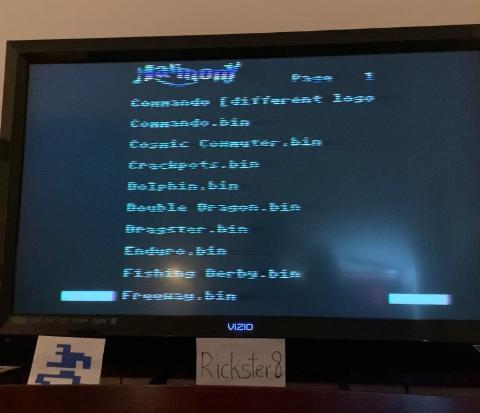 Harmony
Page 1
Commando [different logo
Commando.bin
Cosmic Commuter.bin
Crackpots.bin
Dolphin.bin
Double Dragon.bin
Dragster.bin
Enduro.bin
Fishing Derby.bin
Freeway.bin
VIZIO
Rickster8